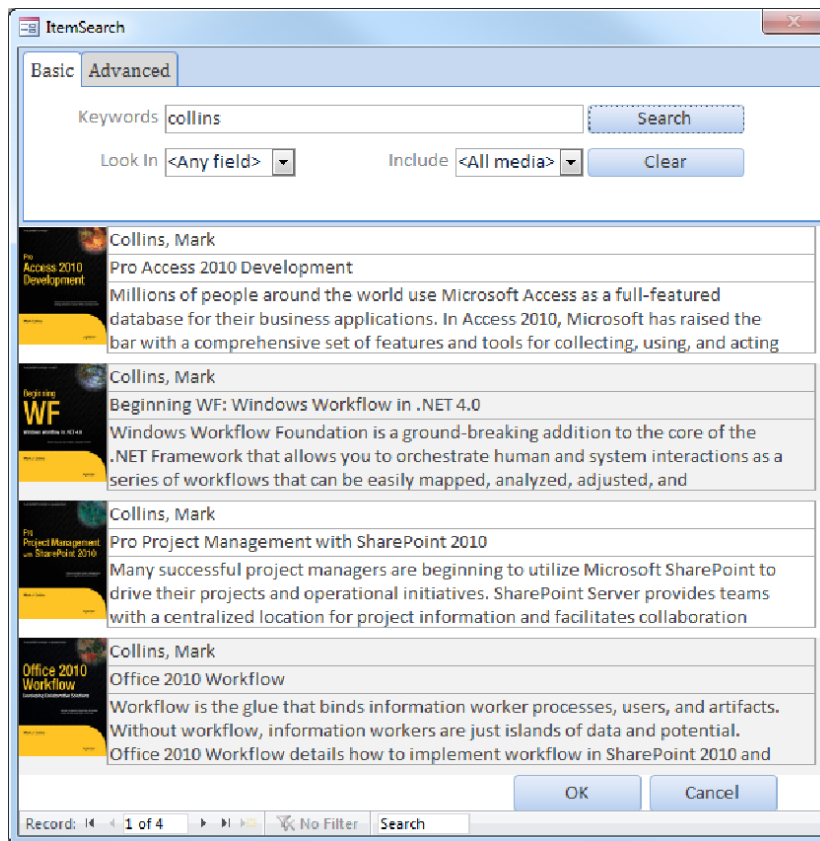 ItemSearch
Basic Advanced
Keywords collins Search
Look In <Any field> Include <All media> Clear
Collins, Mark
Pro Access 2010 Development
Millions of people around the world use Microsoft Access as a full-featured
database for their business applications. In Access 2010, Microsoft has raised the
bar with a comprehensive set of features and tools for collecting, using, and acting
Pro
Access 2010
Development
Collins, Mark
Beginning WF: Windows Workflow in .NET 4.0
Windows Workflow Foundation is a ground-breaking addition to the core of the
.NET Framework that allows you to orchestrate human and system interactions as a
series of workflows that can be easily mapped, analyzed, adjusted, and
Beginning
WF
Windows Workflow in .NET 4.0
Collins, Mark
Pro Project Management with SharePoint 2010
Many successful project managers are beginning to utilize Microsoft SharePoint to
drive their projects and operational initiatives. SharePoint Server provides teams
with a centralized location for project information and facilitates collaboration
Pro
Project Management
with SharePoint 2010
Collins, Mark
Office 2010 Workflow
Workflow is the glue that binds information worker processes, users, and artifacts.
Without workflow, information workers are just islands of data and potential.
Office 2010 Workflow details how to implement workflow in SharePoint 2010 and
Office 2010
Workflow
OK Cancel
Record: 1 of 4 No Filter Search